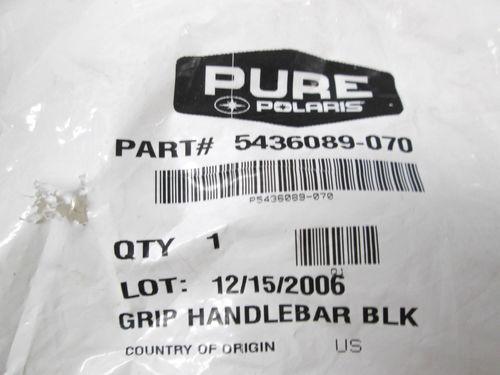 PURE
POLARIS
PART# 5436089-070
P5436089-070
QTY 1
LOT: 12/15/2006
GRIP HANDLEBAR BLK
COUNTRY OF ORIGIN US